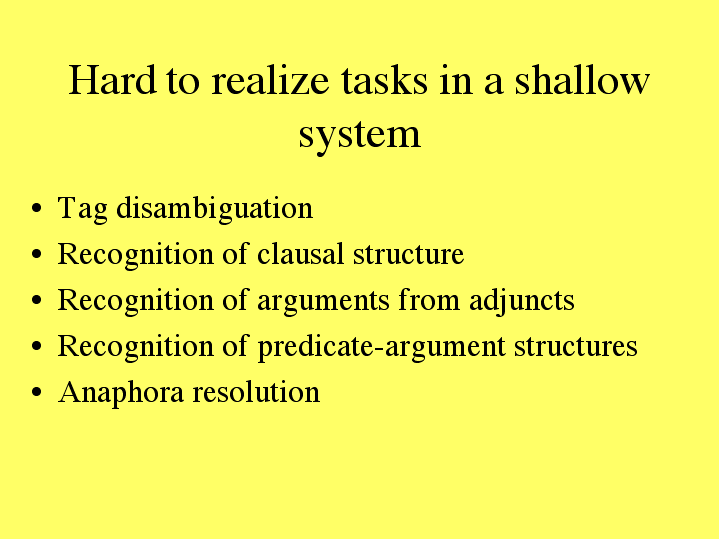 Hard to realize tasks in a shallow
system
• Tag disambiguation
• Recognition of clausal structure
• Recognition of arguments from adjuncts
• Recognition of predicate-argument structures
• Anaphora resolution